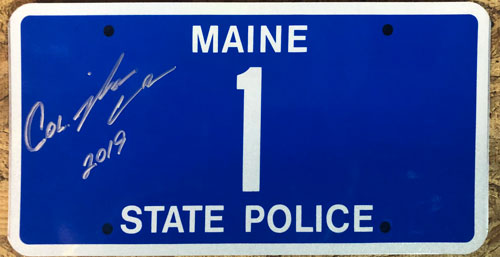 MAINE
1
COL.
2019
STATE POLICE